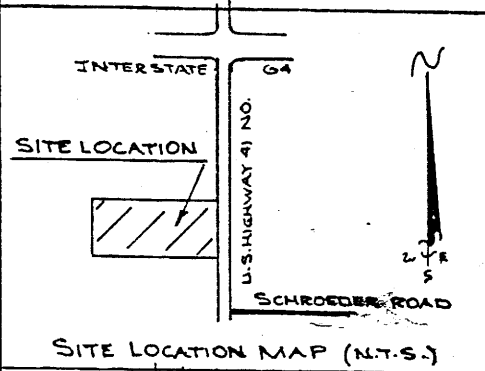 N
INTERSTATE 64
U.S. HIGHWAY 41 NO.
SITE LOCATION
W E
S
SCHROEDER ROAD
SITE LOCATION MAP (N.T.S.)